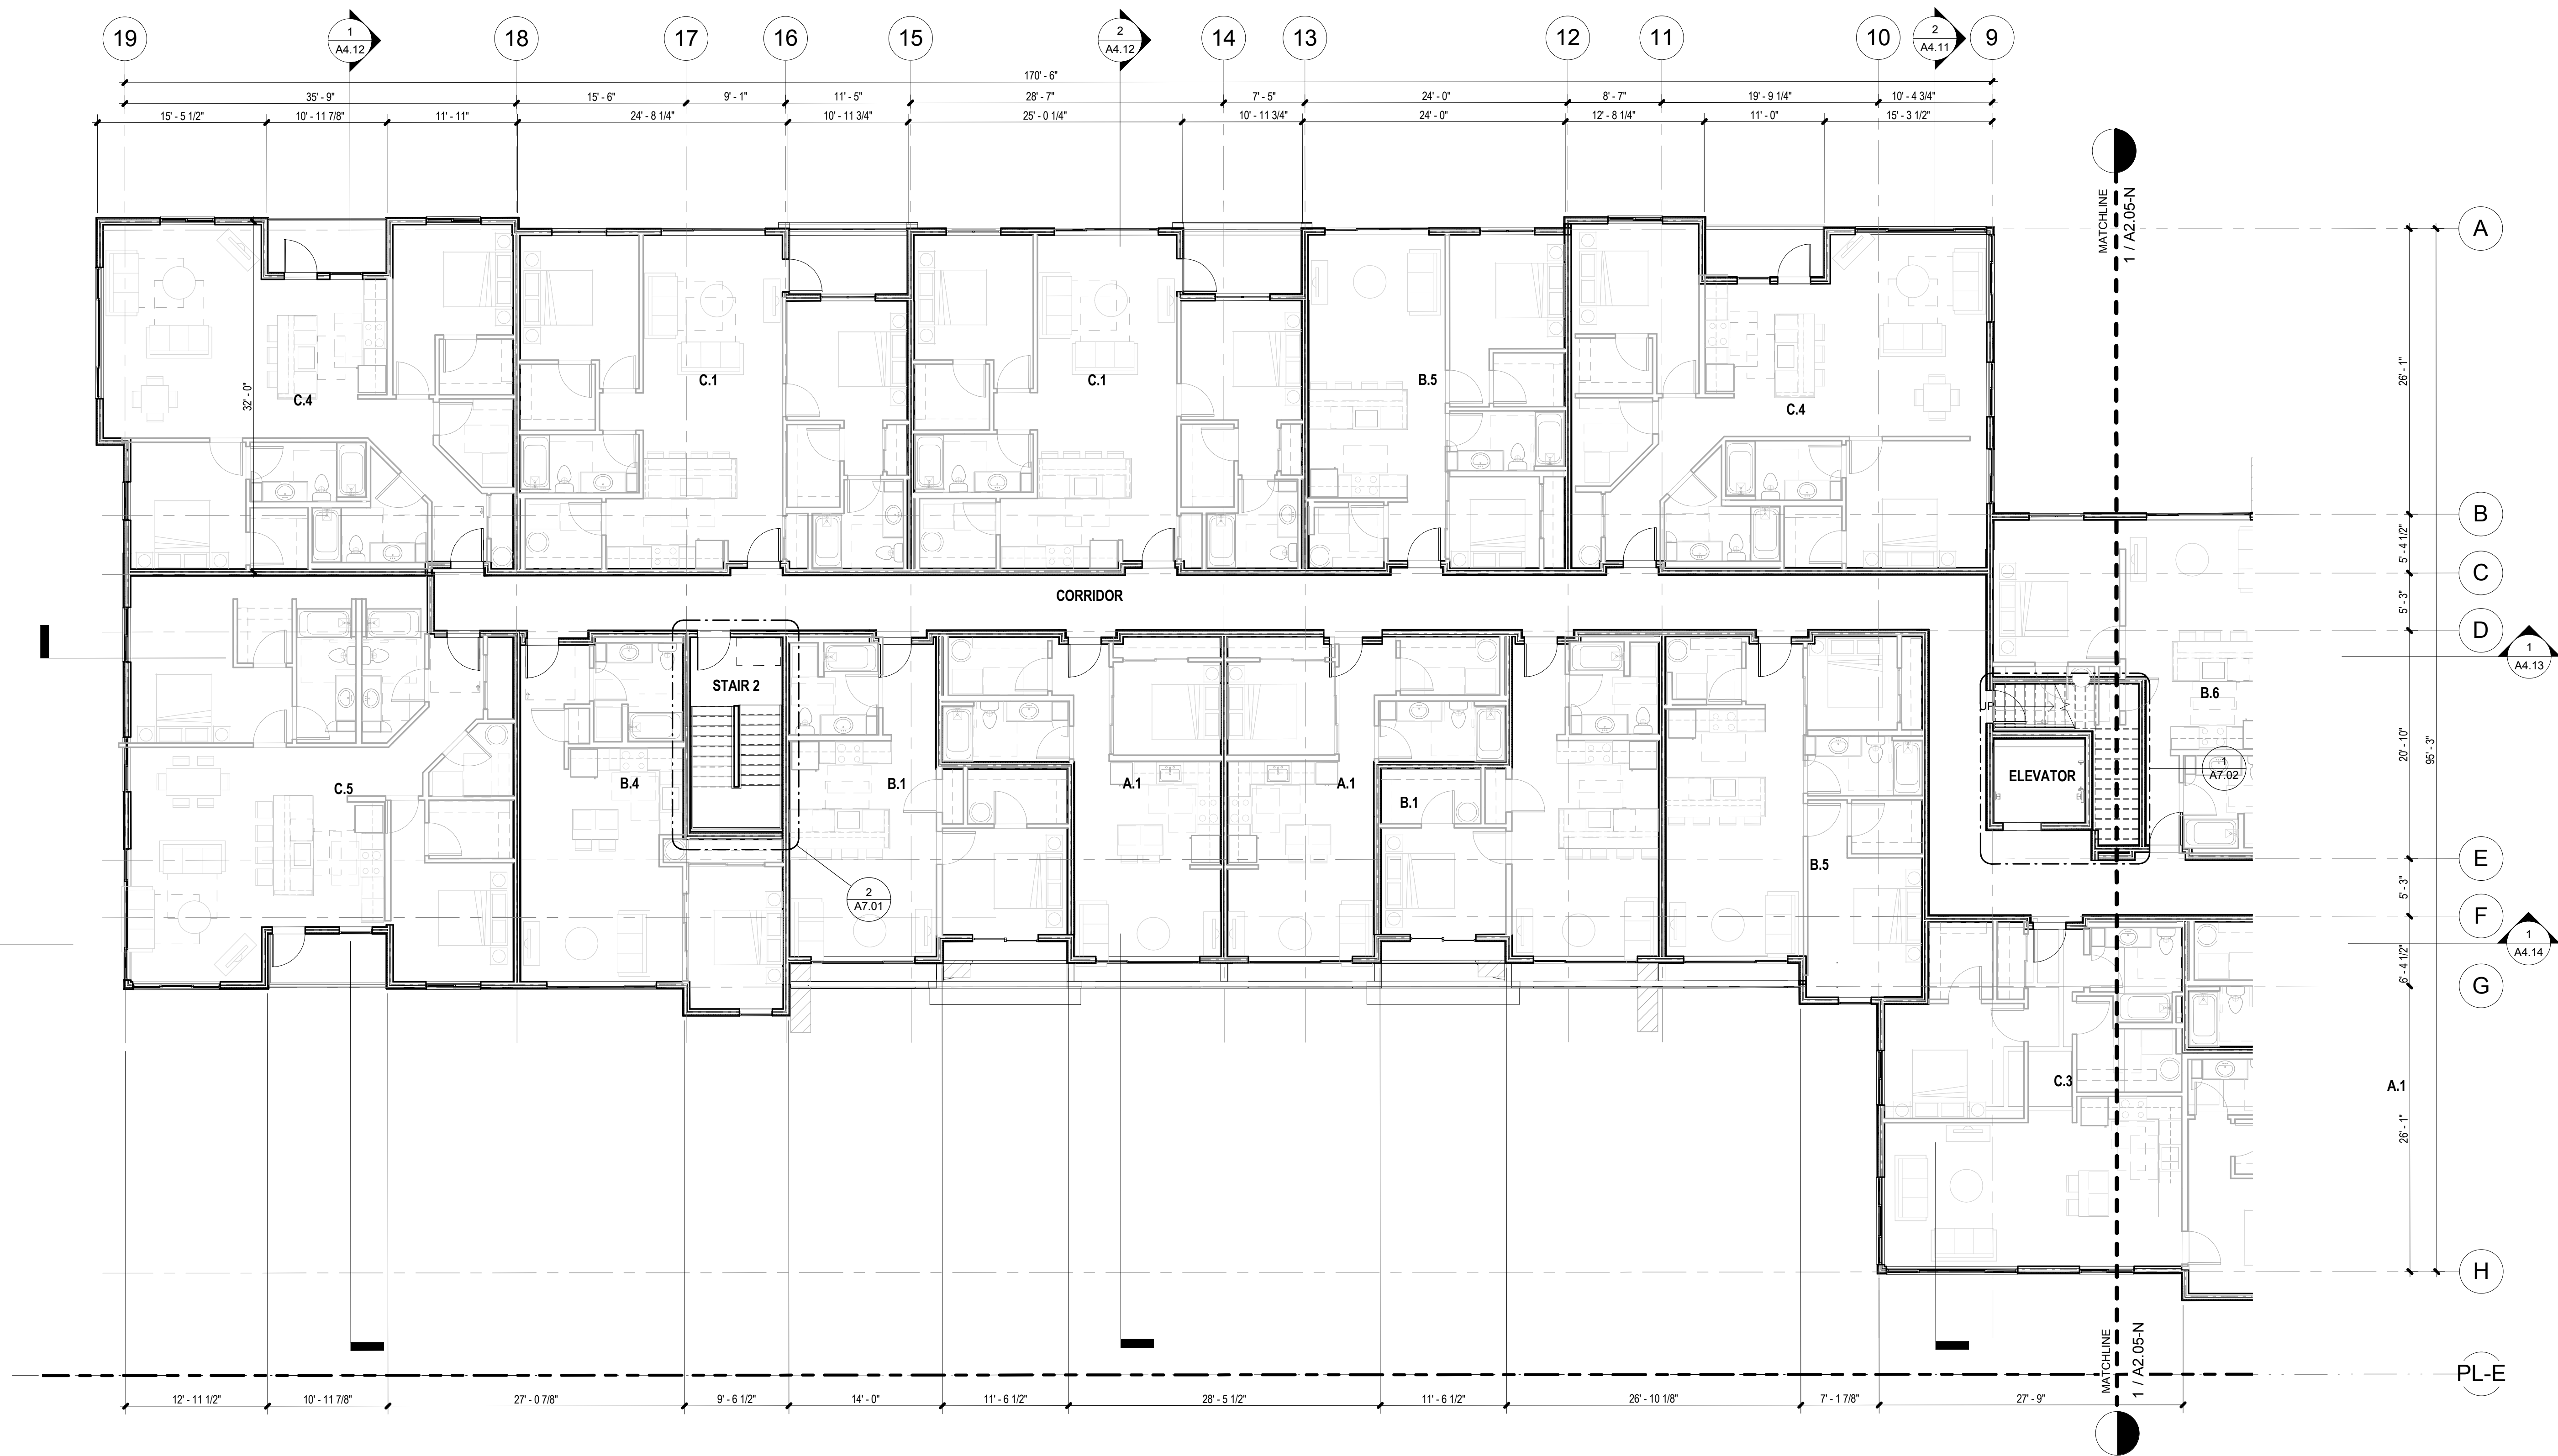 19
1
A4.12
18
17
16
15
2
A4.12
14
13
12
11
10
2
A4.11
9
170' - 6"
35' - 9"
15' - 6"
9' - 1"
11' - 5"
28' - 7"
7' - 5"
24' - 0"
8' - 7"
19' - 9 1/4"
10' - 4 3/4"
15' - 5 1/2"
10' - 11 7/8"
11' - 11"
24' - 8 1/4"
10' - 11 3/4"
25' - 0 1/4"
10' - 11 3/4"
24' - 0"
12' - 8 1/4"
11' - 0"
15' - 3 1/2"
MATCHLINE
1 / A2.05-N
A
26' - 1"
C.4
32' - 0"
C.1
C.1
B.5
C.4
B
5' - 4 1/2"
C
CORRIDOR
5' - 3"
D
1
A4.13
STAIR 2
UP
B.6
20' - 10"
95' - 3"
ELEVATOR
1
A7.02
C.5
B.4
B.1
A.1
A.1
B.1
B.5
E
2
A7.01
5' - 3"
F
1
A4.14
6' - 4 1/2"
G
C.3
A.1
26' - 1"
H
MATCHLINE
1 / A2.05-N
PL-E
12' - 11 1/2"
10' - 11 7/8"
27' - 0 7/8"
9' - 6 1/2"
14' - 0"
11' - 6 1/2"
28' - 5 1/2"
11' - 6 1/2"
26' - 10 1/8"
7' - 1 7/8"
27' - 9"